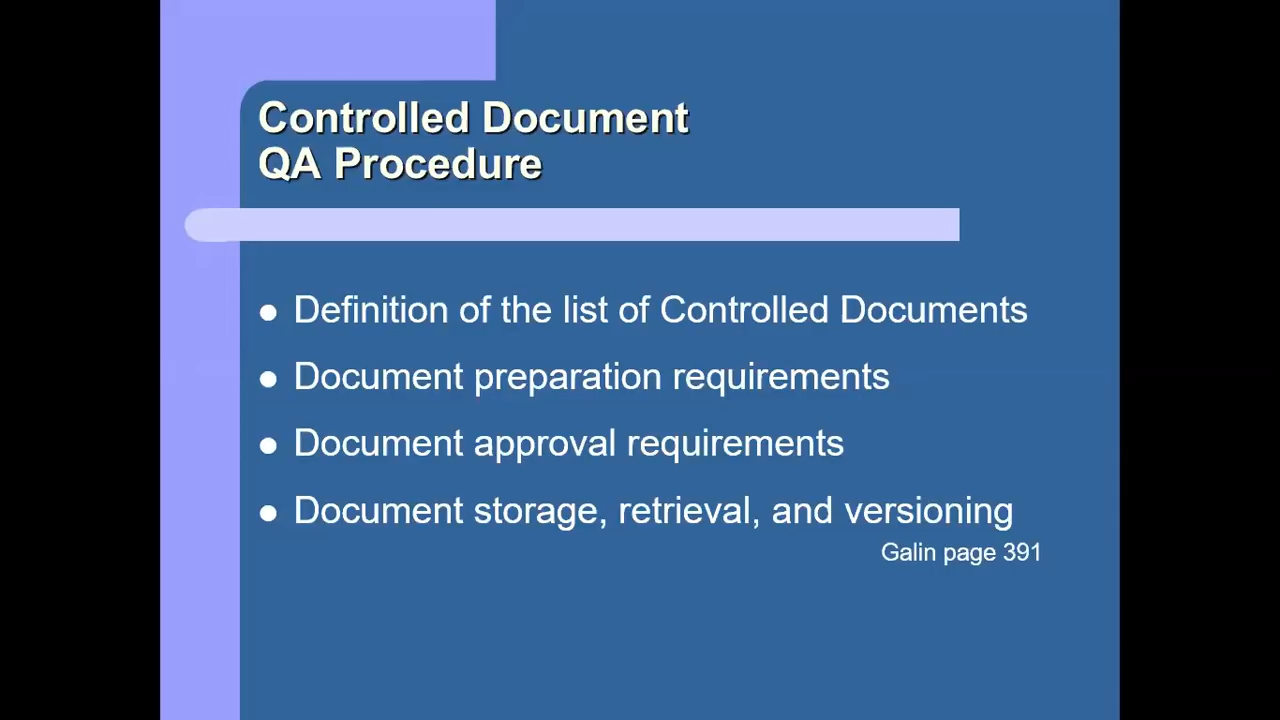 Controlled Document
QA Procedure
● Definition of the list of Controlled Documents
● Document preparation requirements
● Document approval requirements
● Document storage, retrieval, and versioning
Galin page 391